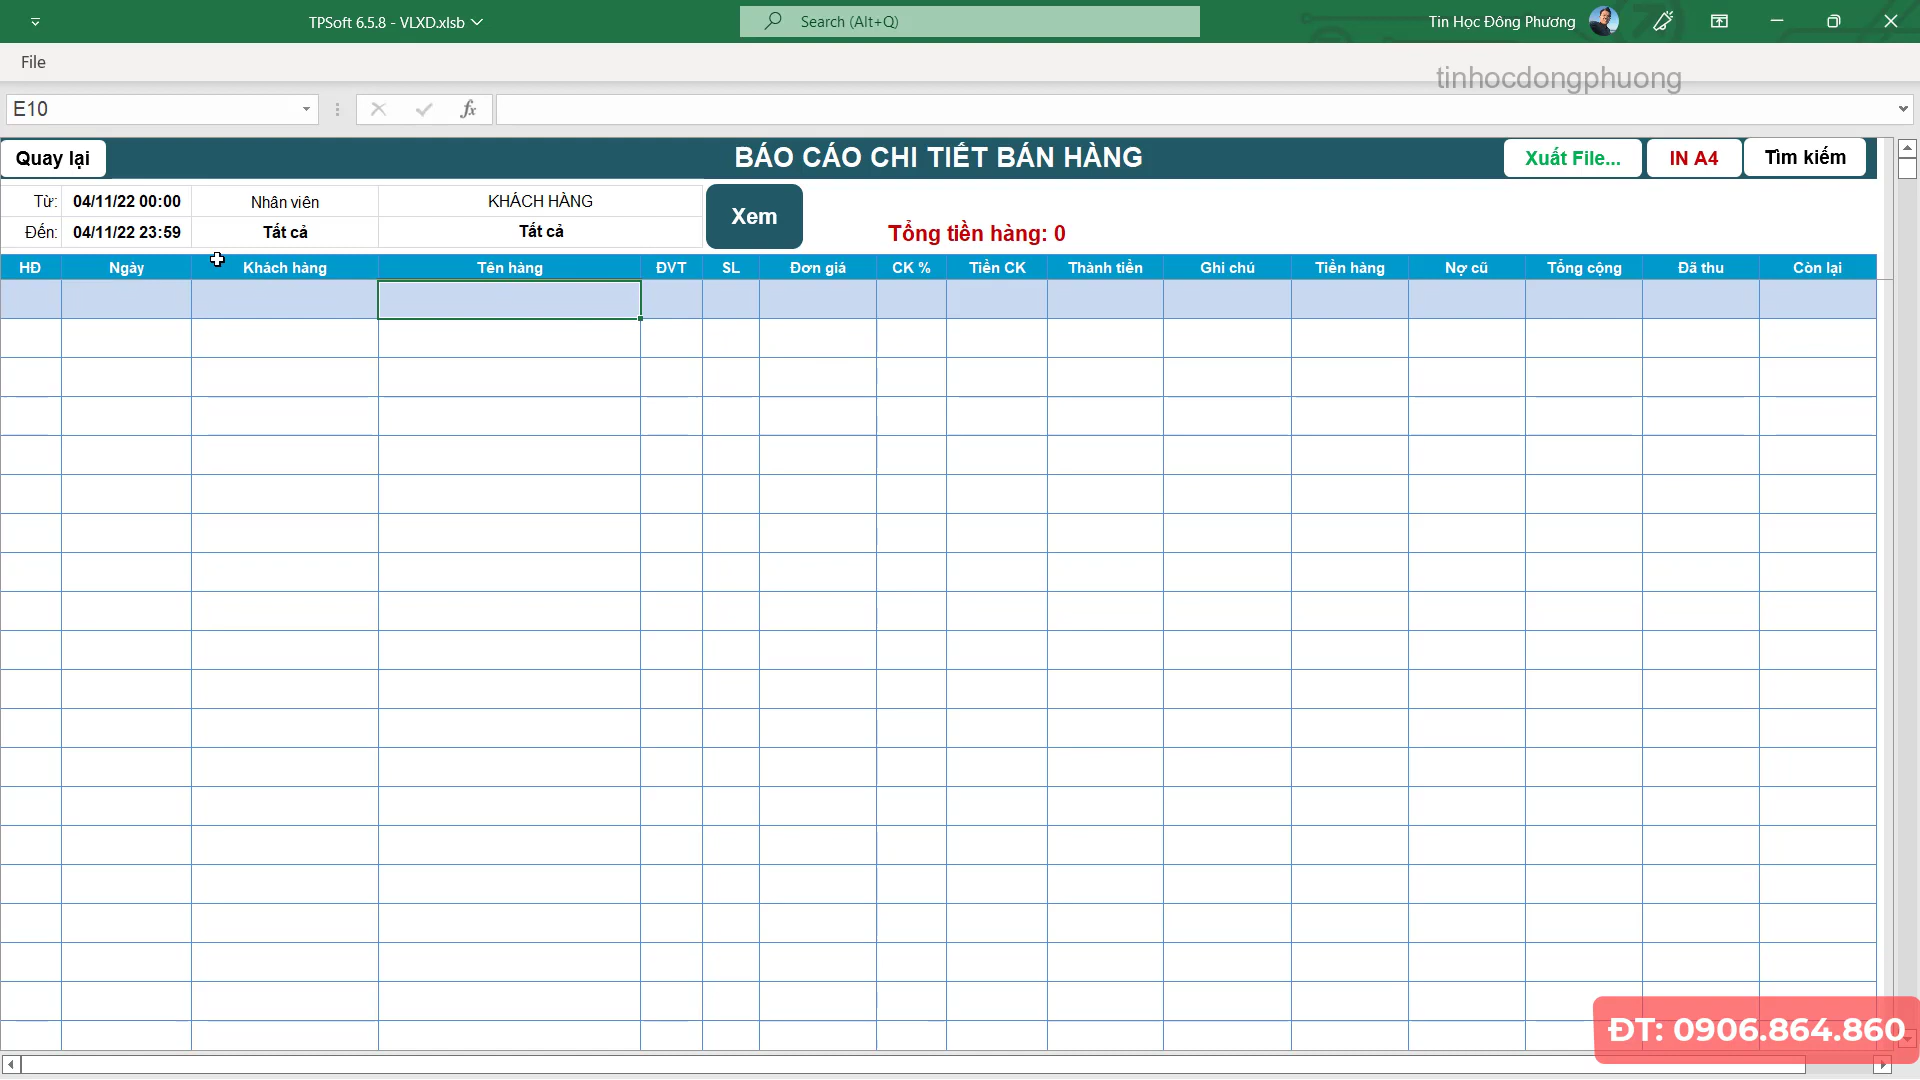 TPSoft 6.5.8 - VLXD.xlsb
Search (Alt+Q)
Tin Học Đông Phương
File
tinhocdongphuong
E10
fx
Quay lại
BÁO CÁO CHI TIẾT BÁN HÀNG
Xuất File...
IN A4
Tìm kiếm
Từ: 04/11/22 00:00 Nhân viên KHÁCH HÀNG
Xem
Đến: 04/11/22 23:59 Tất cả Tất cả
Tổng tiền hàng: 0
HĐ Ngày Khách hàng Tên hàng ĐVT SL Đơn giá CK % Tiền CK Thành tiền Ghi chú Tiền hàng Nợ cũ Tổng cộng Đã thu Còn lại
ĐT: 0906.864.860